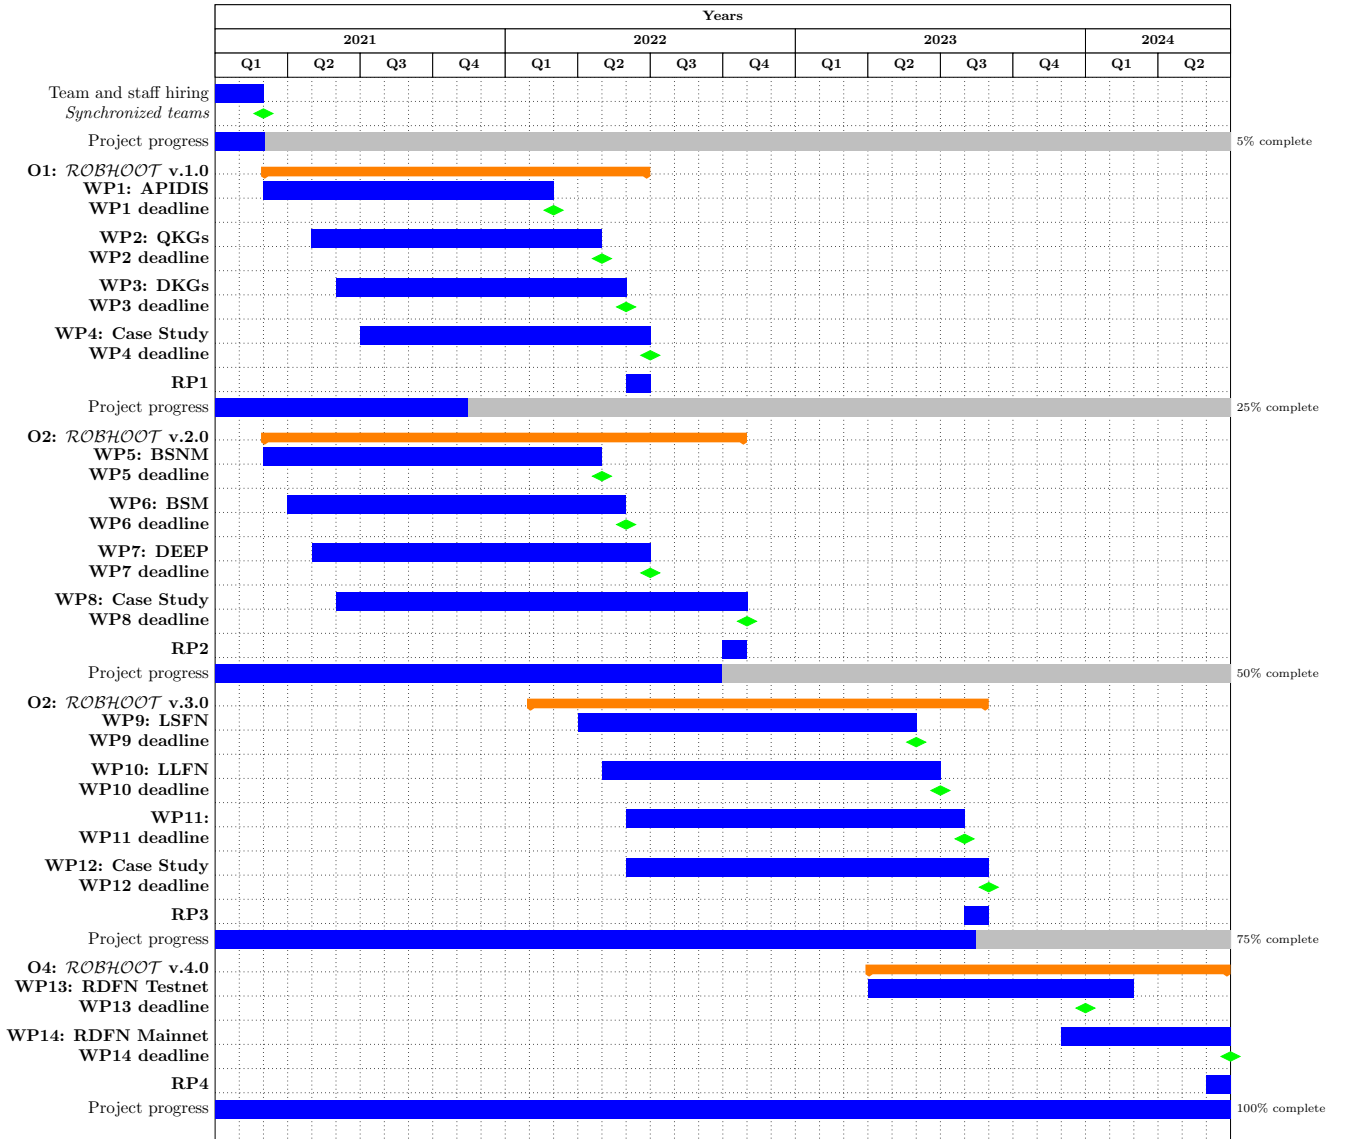 Years
2021 2022 2023 2024
Q1 Q2 Q3 Q4 Q1 Q2 Q3 Q4 Q1 Q2 Q3 Q4 Q1 Q2
Team and staff hiring
Synchronized teams
Project progress 5% complete
O1: ROBHOOT v.1.0
WP1: APIDIS
WP1 deadline
WP2: QKGs
WP2 deadline
WP3: DKGs
WP3 deadline
WP4: Case Study
WP4 deadline
RP1
Project progress 25% complete
O2: ROBHOOT v.2.0
WP5: BSNM
WP5 deadline
WP6: BSM
WP6 deadline
WP7: DEEP
WP7 deadline
WP8: Case Study
WP8 deadline
RP2
Project progress 50% complete
O2: ROBHOOT v.3.0
WP9: LSFN
WP9 deadline
WP10: LLFN
WP10 deadline
WP11:
WP11 deadline
WP12: Case Study
WP12 deadline
RP3
Project progress 75% complete
O4: ROBHOOT v.4.0
WP13: RDFN Testnet
WP13 deadline
WP14: RDFN Mainnet
WP14 deadline
RP4
Project progress 100% complete